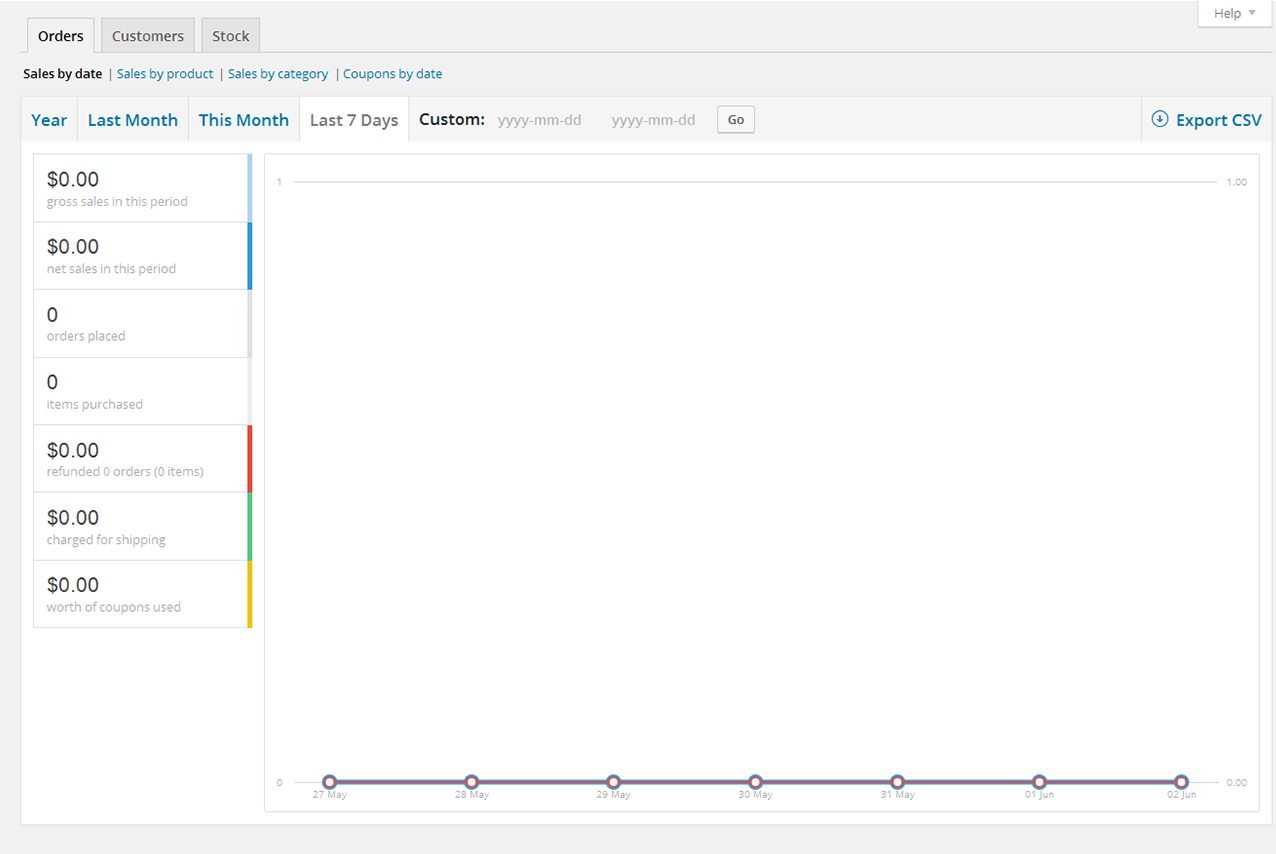 Help
Orders Customers Stock
Sales by date | Sales by product | Sales by category | Coupons by date
Year Last Month This Month Last 7 Days Custom: yyyy-mm-dd yyyy-mm-dd Go Export CSV
$0.00
gross sales in this period
$0.00
net sales in this period
0
orders placed
0
items purchased
$0.00
refunded 0 orders (0 items)
$0.00
charged for shipping
$0.00
worth of coupons used
1 1.00
0 0.00
27 May 28 May 29 May 30 May 31 May 01 Jun 02 Jun